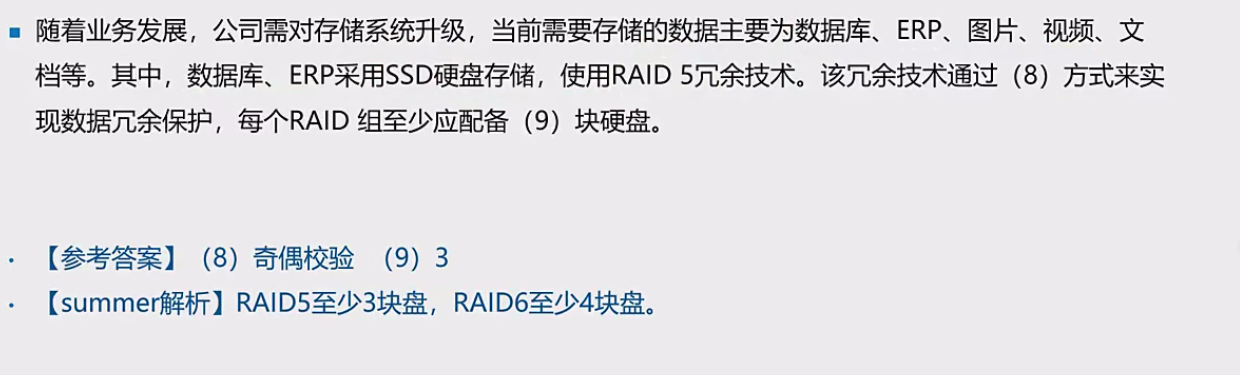 ■ 随着业务发展，公司需对存储系统升级，当前需要存储的数据主要为数据库、ERP、图片、视频、文
档等。其中，数据库、ERP采用SSD硬盘存储，使用RAID 5冗余技术。该冗余技术通过（8）方式来实
现数据冗余保护，每个RAID 组至少应配备（9）块硬盘。
· 【参考答案】（8）奇偶校验 （9）3
· 【summer解析】RAID5至少3块盘，RAID6至少4块盘。